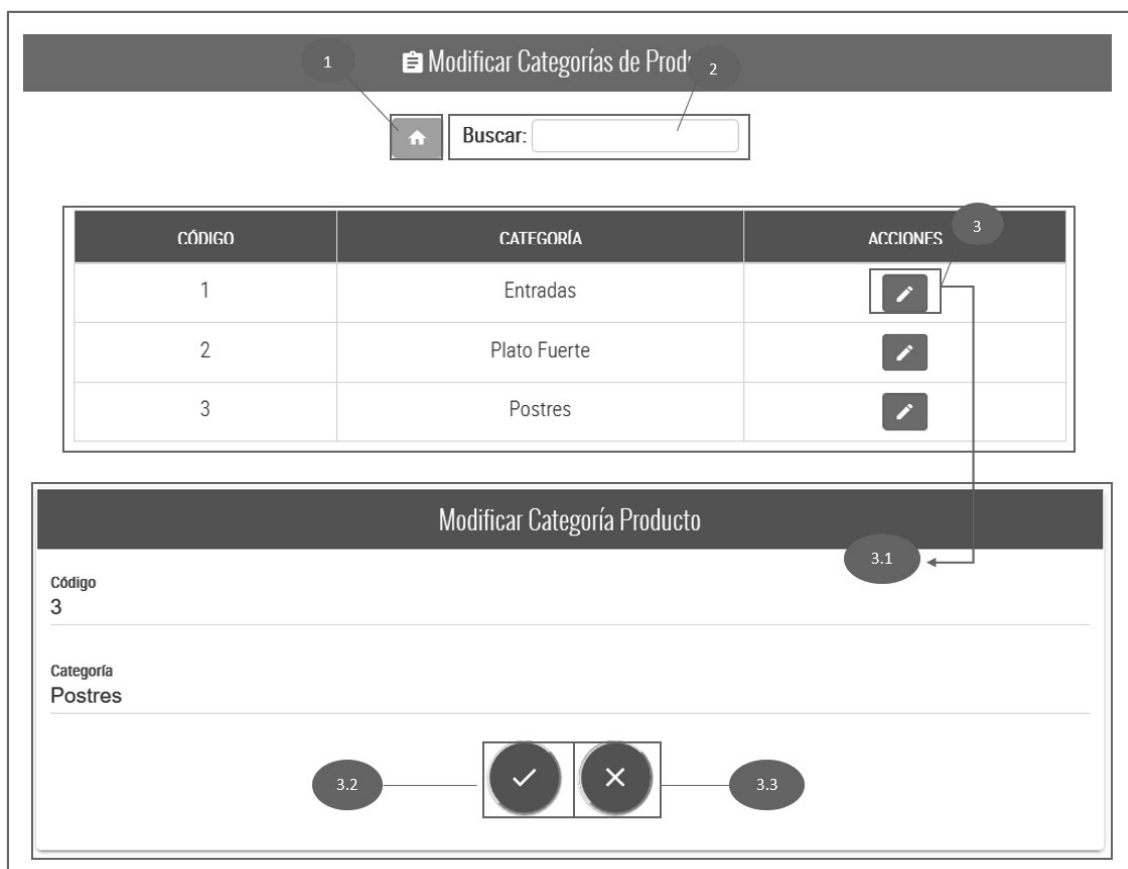 1
Modificar Categorías de Prod
2
Buscar:
CÓDIGO CATEGORÍA ACCIONES
3
1 Entradas
2 Plato Fuerte
3 Postres
Modificar Categoría Producto
3.1
Código
3
Categoría
Postres
3.2
3.3